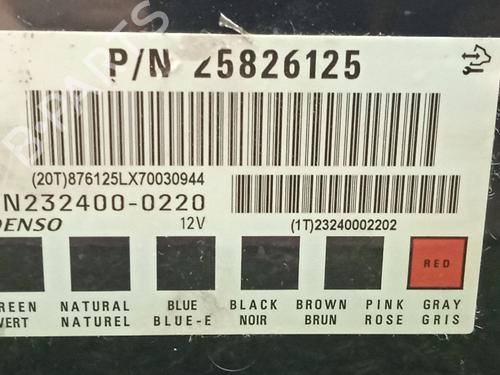 P/N 25826125
(20T)876125LX70030944
N232400-0220
DENSO 12V
(1T)23240002202
RED
REEN NATURAL BLUE BLACK BROWN PINK GRAY
VERT NATUREL BLUE-E NOIR BRUN ROSE GRIS
B-PARTS